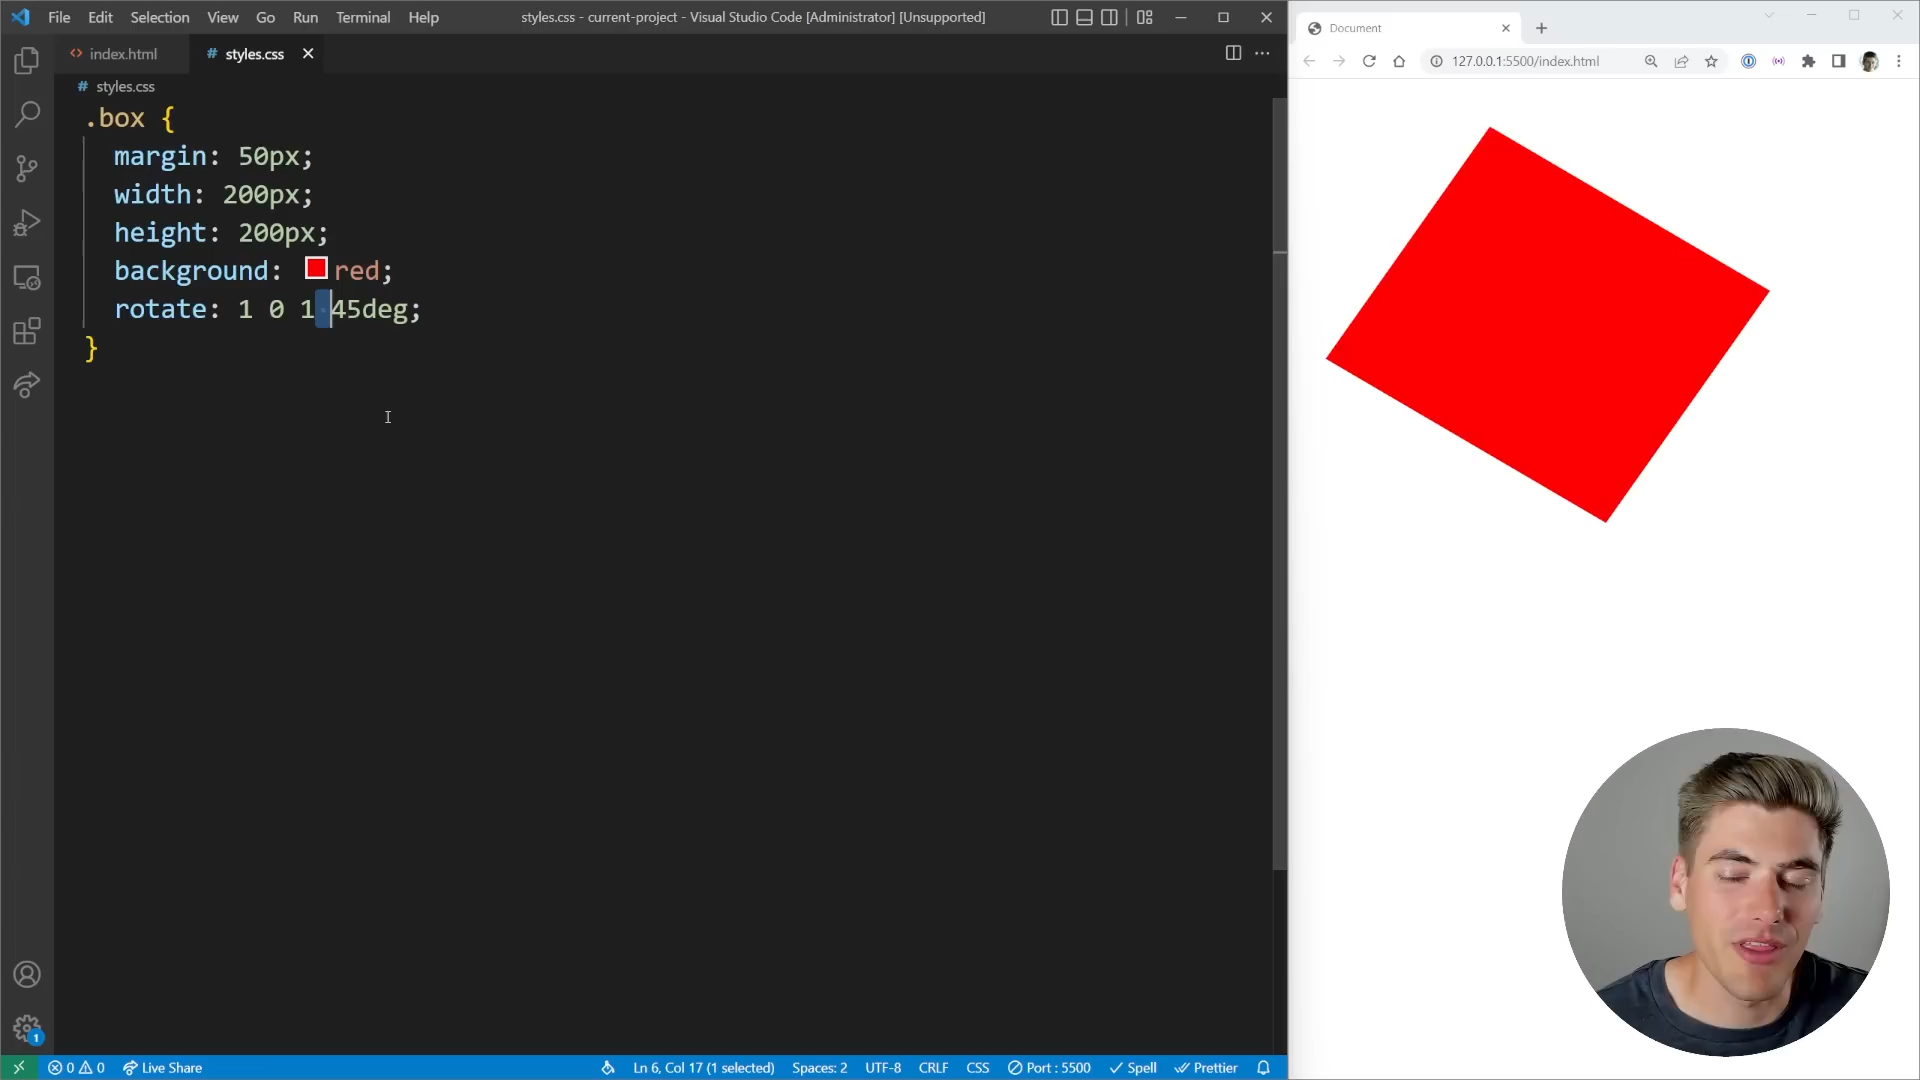 File Edit Selection View Go Run Terminal Help
styles.css - current-project - Visual Studio Code [Administrator] [Unsupported]
Document
index.html
# styles.css
127.0.0.1:5500/index.html
# styles.css
.box {
margin: 50px;
width: 200px;
height: 200px;
background: red;
rotate: 1 0 1 45deg;
}
1
0 0 Live Share
Ln 6, Col 17 (1 selected) Spaces: 2 UTF-8 CRLF CSS Port : 5500 Spell Prettier